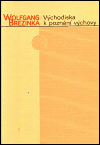 WOLFGANG BREZINKA
Východiska k poznání výchovy